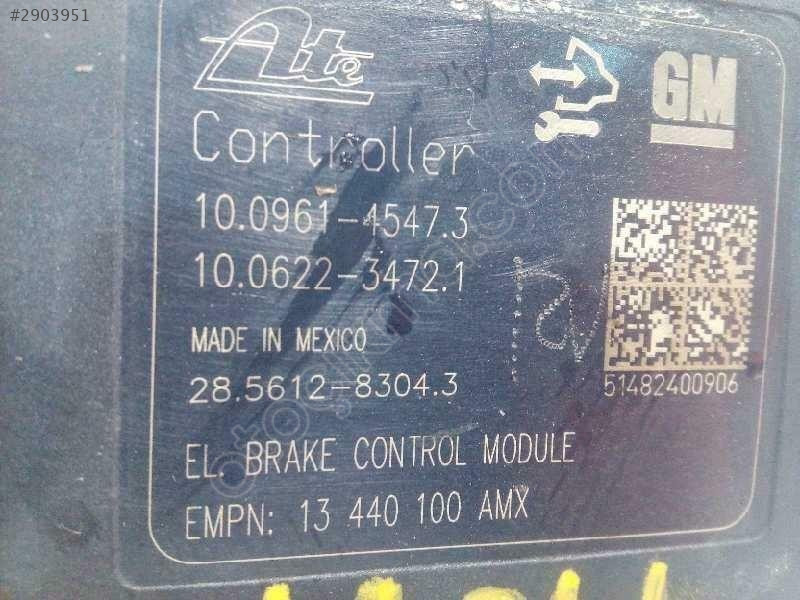 #2903951
Ate
GM
Controller
10.0961-4547.3
10.0622-3472.1
MADE IN MEXICO
28.5612-8304.3
51482400906
EL. BRAKE CONTROL MODULE
EMPN: 13 440 100 AMX